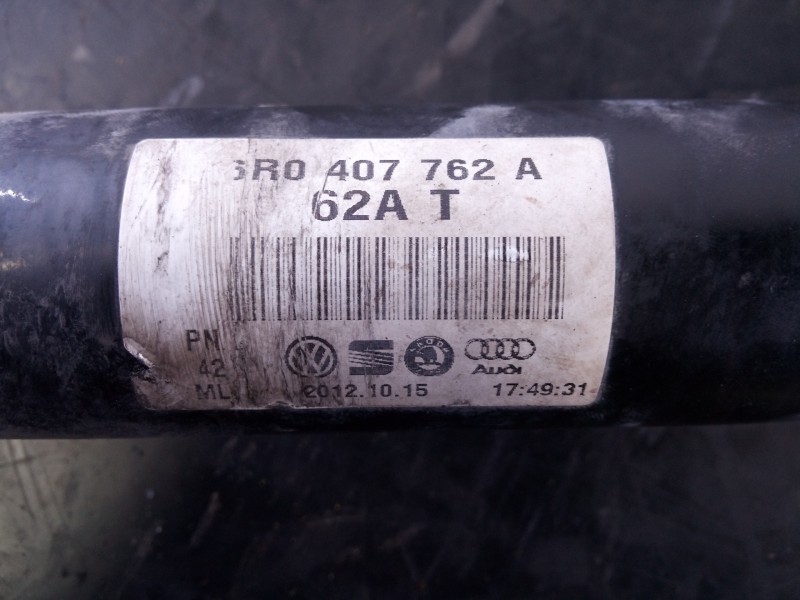 6R0 407 762 A
62A T
PN
42
ML
2012.10.15
17:49:31
Audi